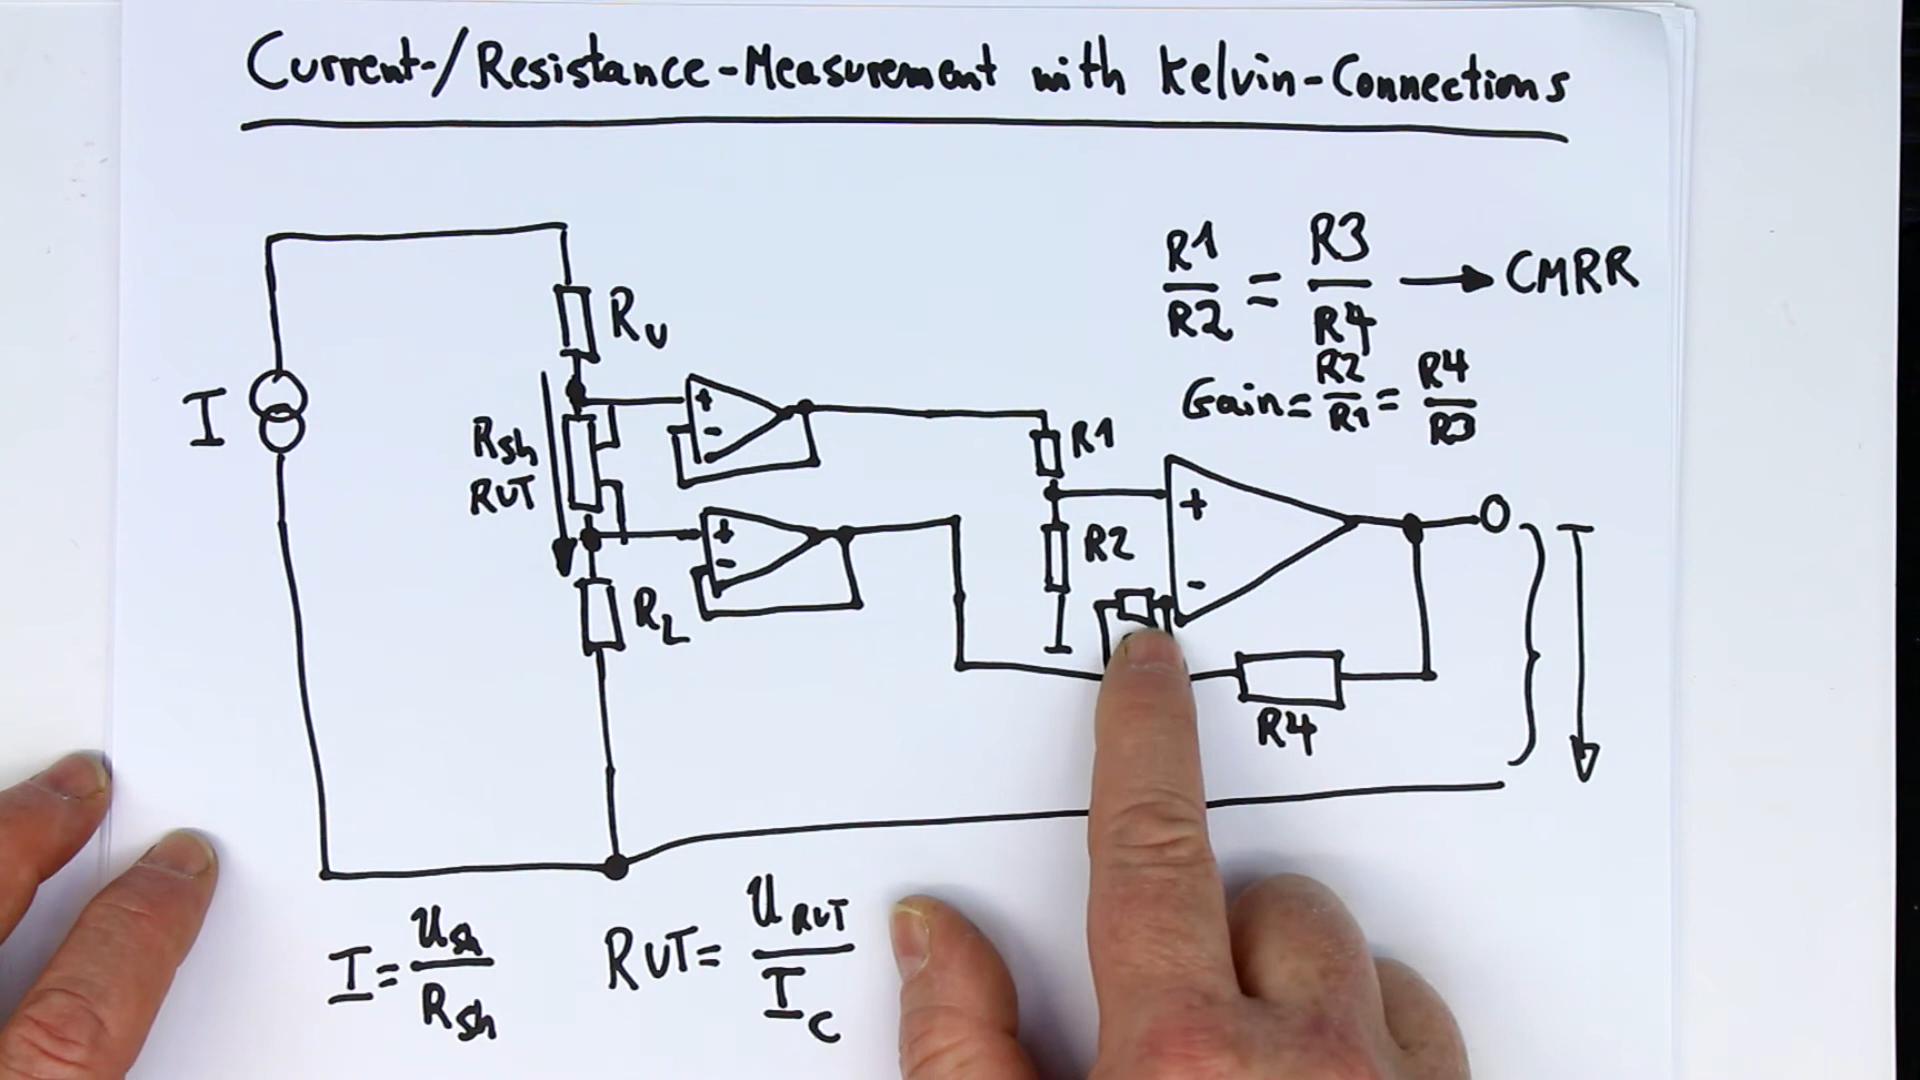 Current-/Resistance-Measurement with Kelvin-Connections
R1/R2 = R3/R4 → CMRR
Gain = R2/R1 = R4/R3
I
Rv
Rsh
RUT
RL
+
-
+
-
R1
R2
+
-
R4
I = Ush/Rsh
RUT = URUT/IC